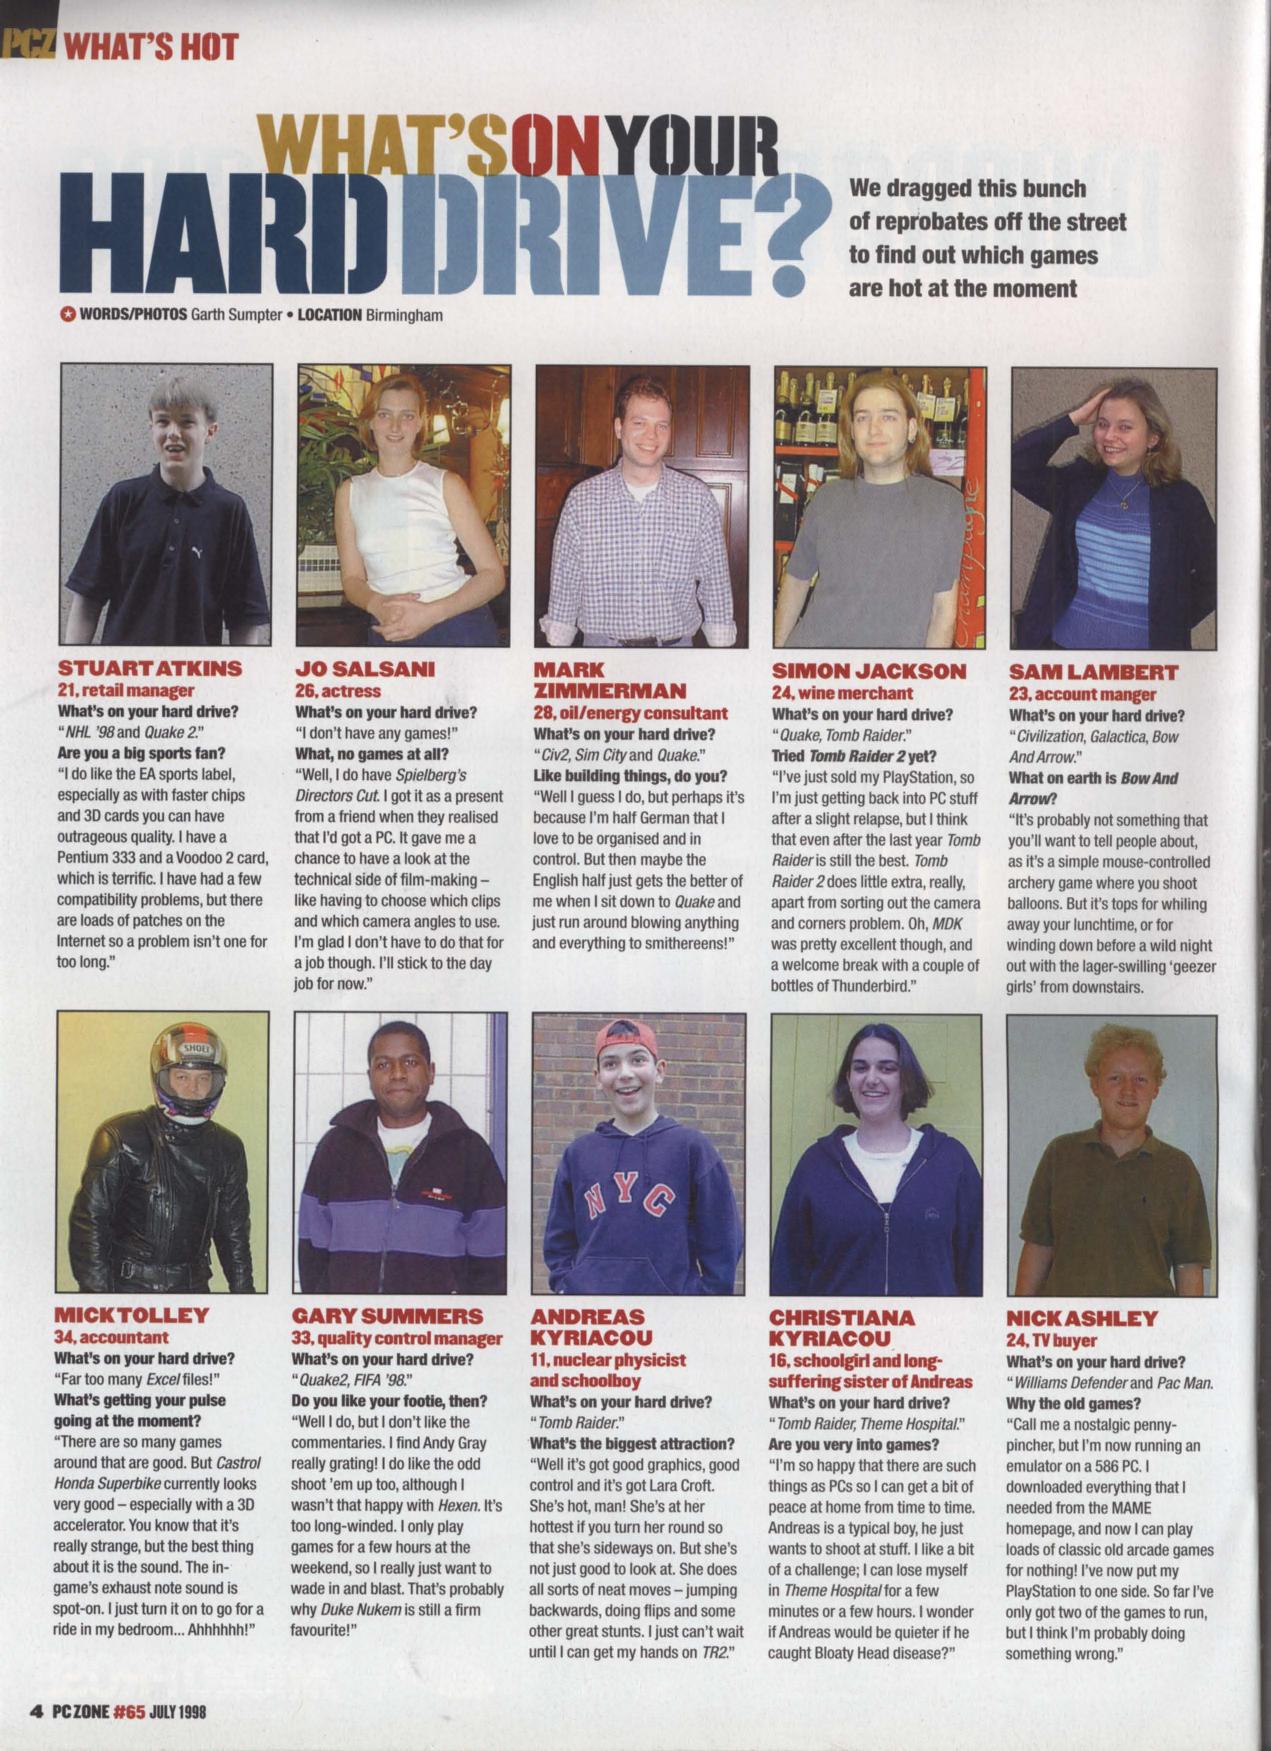 PCZ WHAT'S HOT
WHAT'S ON YOUR
HARD DRIVE?
We dragged this bunch
of reprobates off the street
to find out which games
are hot at the moment
WORDS/PHOTOS Garth Sumpter • LOCATION Birmingham
champagne
STUART ATKINS
21, retail manager
What's on your hard drive?
"NHL '98 and Quake 2."
Are you a big sports fan?
"I do like the EA sports label,
especially as with faster chips
and 3D cards you can have
outrageous quality. I have a
Pentium 333 and a Voodoo 2 card,
which is terrific. I have had a few
compatibility problems, but there
are loads of patches on the
Internet so a problem isn't one for
too long."
JO SALSANI
26, actress
What's on your hard drive?
"I don't have any games!"
What, no games at all?
"Well, I do have Spielberg's
Directors Cut. I got it as a present
from a friend when they realised
that I'd got a PC. It gave me a
chance to have a look at the
technical side of film-making –
like having to choose which clips
and which camera angles to use.
I'm glad I don't have to do that for
a job though. I'll stick to the day
job for now."
MARK
ZIMMERMAN
28, oil/energy consultant
What's on your hard drive?
"Civ2, Sim City and Quake."
Like building things, do you?
"Well I guess I do, but perhaps it's
because I'm half German that I
love to be organised and in
control. But then maybe the
English half just gets the better of
me when I sit down to Quake and
just run around blowing anything
and everything to smithereens!"
SIMON JACKSON
24, wine merchant
What's on your hard drive?
"Quake, Tomb Raider."
Tried Tomb Raider 2 yet?
"I've just sold my PlayStation, so
I'm just getting back into PC stuff
after a slight relapse, but I think
that even after the last year Tomb
Raider is still the best. Tomb
Raider 2 does little extra, really,
apart from sorting out the camera
and corners problem. Oh, MDK
was pretty excellent though, and
a welcome break with a couple of
bottles of Thunderbird."
SAM LAMBERT
23, account manger
What's on your hard drive?
"Civilization, Galactica, Bow
And Arrow."
What on earth is Bow And
Arrow?
"It's probably not something that
you'll want to tell people about,
as it's a simple mouse-controlled
archery game where you shoot
balloons. But it's tops for whiling
away your lunchtime, or for
winding down before a wild night
out with the lager-swilling 'geezer
girls' from downstairs.
SHOEI
NYC
MICK TOLLEY
34, accountant
What's on your hard drive?
"Far too many Excel files!"
What's getting your pulse
going at the moment?
"There are so many games
around that are good. But Castrol
Honda Superbike currently looks
very good – especially with a 3D
accelerator. You know that it's
really strange, but the best thing
about it is the sound. The in-
game's exhaust note sound is
spot-on. I just turn it on to go for a
ride in my bedroom... Ahhhhhh!"
GARY SUMMERS
33, quality control manager
What's on your hard drive?
"Quake2, FIFA '98."
Do you like your footie, then?
"Well I do, but I don't like the
commentaries. I find Andy Gray
really grating! I do like the odd
shoot 'em up too, although I
wasn't that happy with Hexen. It's
too long-winded. I only play
games for a few hours at the
weekend, so I really just want to
wade in and blast. That's probably
why Duke Nukem is still a firm
favourite!"
ANDREAS
KYRIACOU
11, nuclear physicist
and schoolboy
What's on your hard drive?
"Tomb Raider."
What's the biggest attraction?
"Well it's got good graphics, good
control and it's got Lara Croft.
She's hot, man! She's at her
hottest if you turn her round so
that she's sideways on. But she's
not just good to look at. She does
all sorts of neat moves – jumping
backwards, doing flips and some
other great stunts. I just can't wait
until I can get my hands on TR2."
CHRISTIANA
KYRIACOU
16, schoolgirl and long-
suffering sister of Andreas
What's on your hard drive?
"Tomb Raider, Theme Hospital."
Are you very into games?
"I'm so happy that there are such
things as PCs so I can get a bit of
peace at home from time to time.
Andreas is a typical boy, he just
wants to shoot at stuff. I like a bit
of a challenge; I can lose myself
in Theme Hospital for a few
minutes or a few hours. I wonder
if Andreas would be quieter if he
caught Bloaty Head disease?"
NICK ASHLEY
24, TV buyer
What's on your hard drive?
"Williams Defender and Pac Man.
Why the old games?
"Call me a nostalgic penny-
pincher, but I'm now running an
emulator on a 586 PC. I
downloaded everything that I
needed from the MAME
homepage, and now I can play
loads of classic old arcade games
for nothing! I've now put my
PlayStation to one side. So far I've
only got two of the games to run,
but I think I'm probably doing
something wrong."
4 PC ZONE #65 JULY 1998